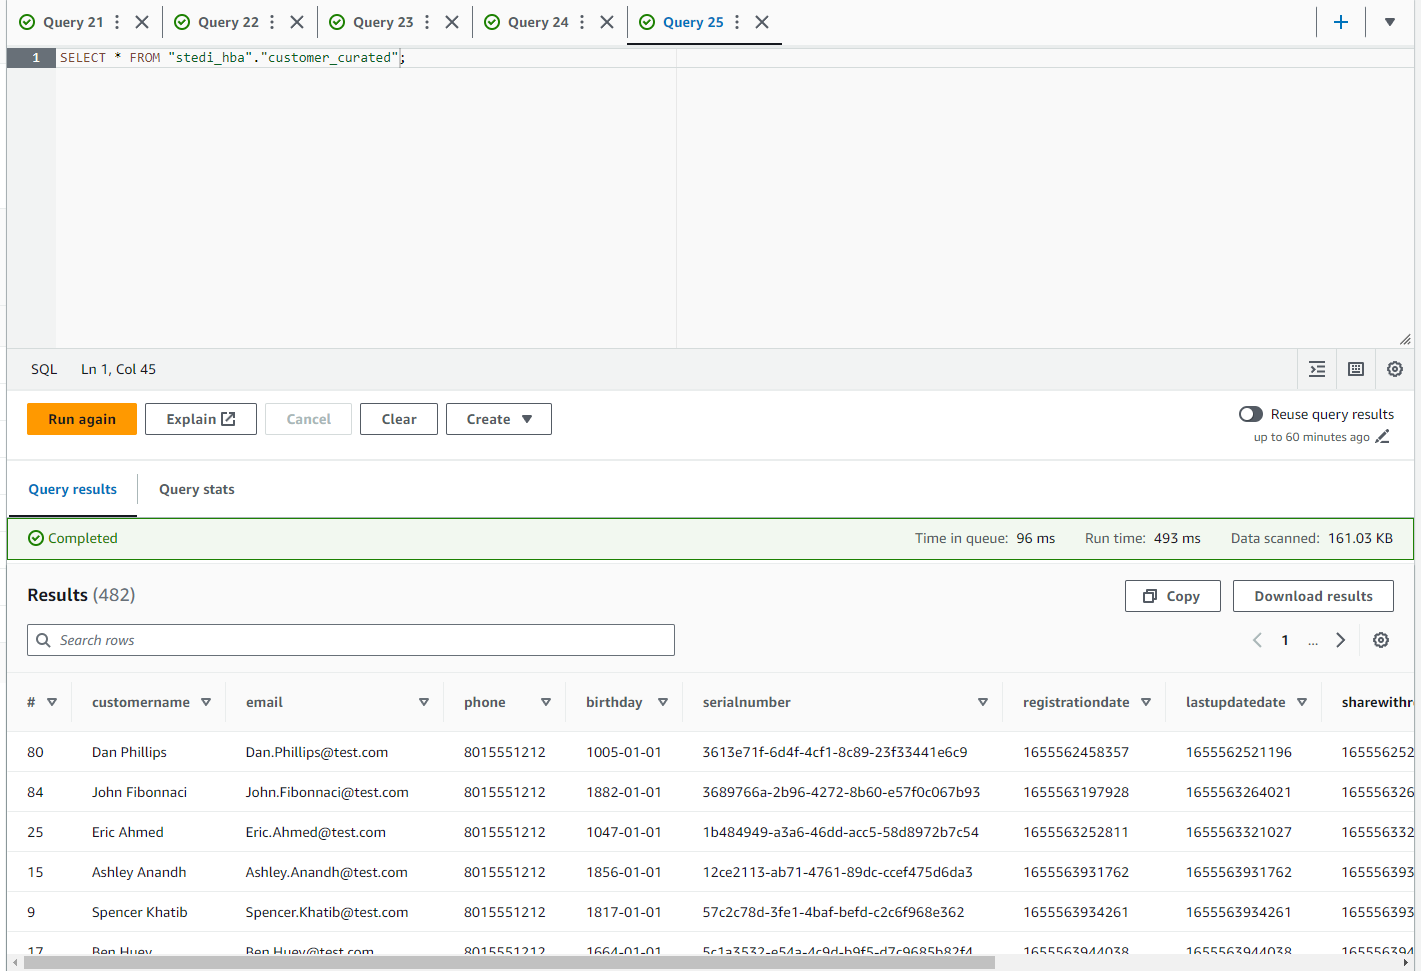 Query 21 Query 22 Query 23 Query 24 Query 25
1 SELECT * FROM "stedi_hba"."customer_curated";
SQL Ln 1, Col 45
Run again Explain Cancel Clear Create Reuse query results
up to 60 minutes ago
Query results Query stats
Completed Time in queue: 96 ms Run time: 493 ms Data scanned: 161.03 KB
Results (482) Copy Download results
Search rows 1 ...
# customername email phone birthday serialnumber registrationdate lastupdatedate sharewithr
80 Dan Phillips Dan.Phillips@test.com 8015551212 1005-01-01 3613e71f-6d4f-4cf1-8c89-23f33441e6c9 1655562458357 1655562521196 165556252
84 John Fibonnaci John.Fibonnaci@test.com 8015551212 1882-01-01 3689766a-2b96-4272-8b60-e57f0c067b93 1655563197928 1655563264021 165556326
25 Eric Ahmed Eric.Ahmed@test.com 8015551212 1047-01-01 1b484949-a3a6-46dd-acc5-58d8972b7c54 1655563252811 1655563321027 165556332
15 Ashley Anandh Ashley.Anandh@test.com 8015551212 1856-01-01 12ce2113-ab71-4761-89dc-ccef475d6da3 1655563931762 1655563931762 165556393
9 Spencer Khatib Spencer.Khatib@test.com 8015551212 1817-01-01 57c2c78d-3fe1-4baf-befd-c2c6f968e362 1655563934261 1655563934261 165556393
17 Ben Huey Ben.Huey@test.com 8015551212 1664-01-01 5c1a3532-e54a-4c9d-b9f5-d7c9685b82f4 1655563944038 1655563944038 165556394